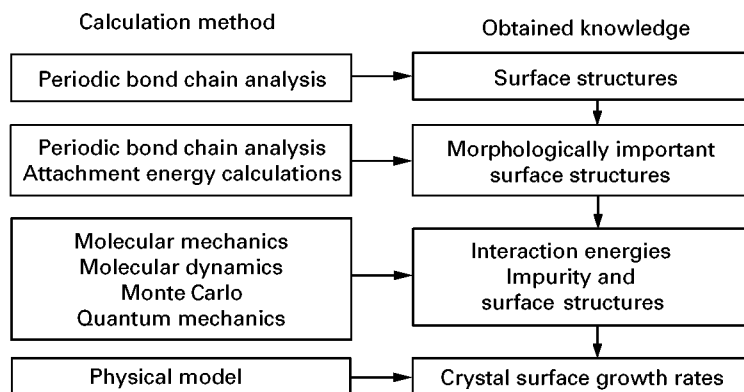 Calculation method
Obtained knowledge
Periodic bond chain analysis
Surface structures
Periodic bond chain analysis
Attachment energy calculations
Morphologically important
surface structures
Molecular mechanics
Molecular dynamics
Monte Carlo
Quantum mechanics
Interaction energies
Impurity and
surface structures
Physical model
Crystal surface growth rates